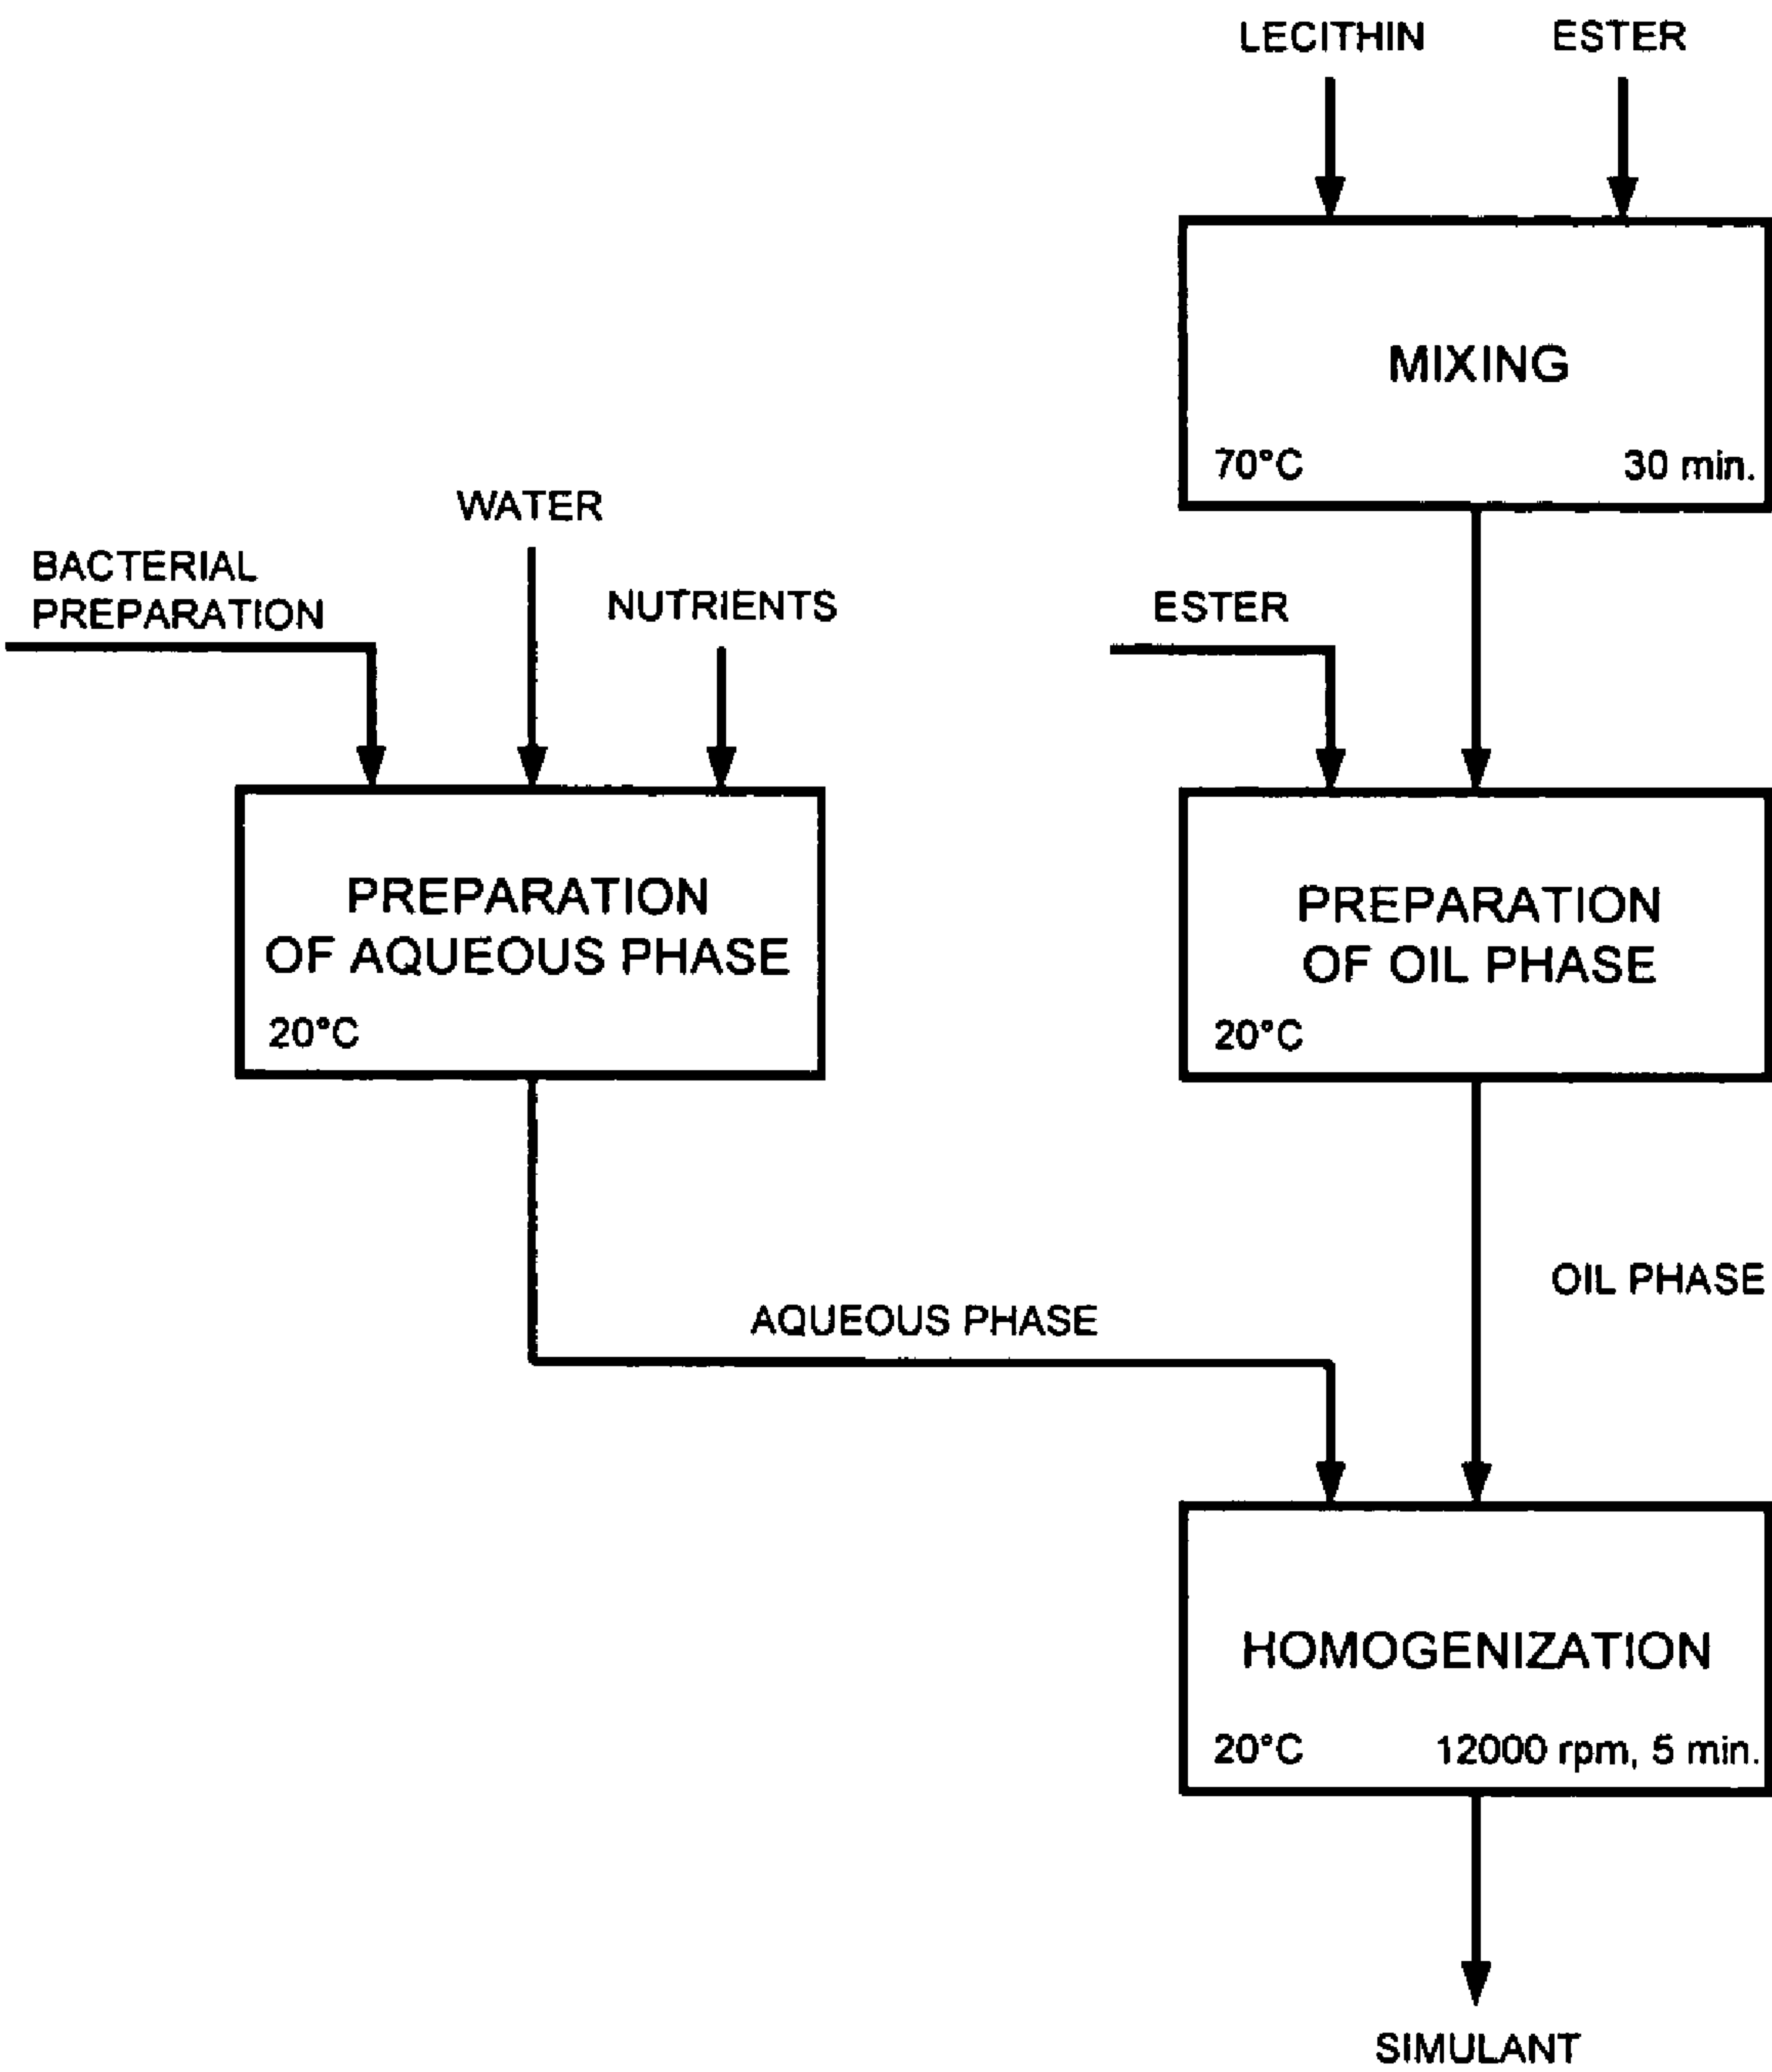 LECITHIN
ESTER
MIXING
70°C
30 min.
WATER
BACTERIAL
PREPARATION
NUTRIENTS
ESTER
PREPARATION
OF AQUEOUS PHASE
20°C
PREPARATION
OF OIL PHASE
20°C
OIL PHASE
AQUEOUS PHASE
HOMOGENIZATION
20°C
12000 rpm, 5 min.
SIMULANT